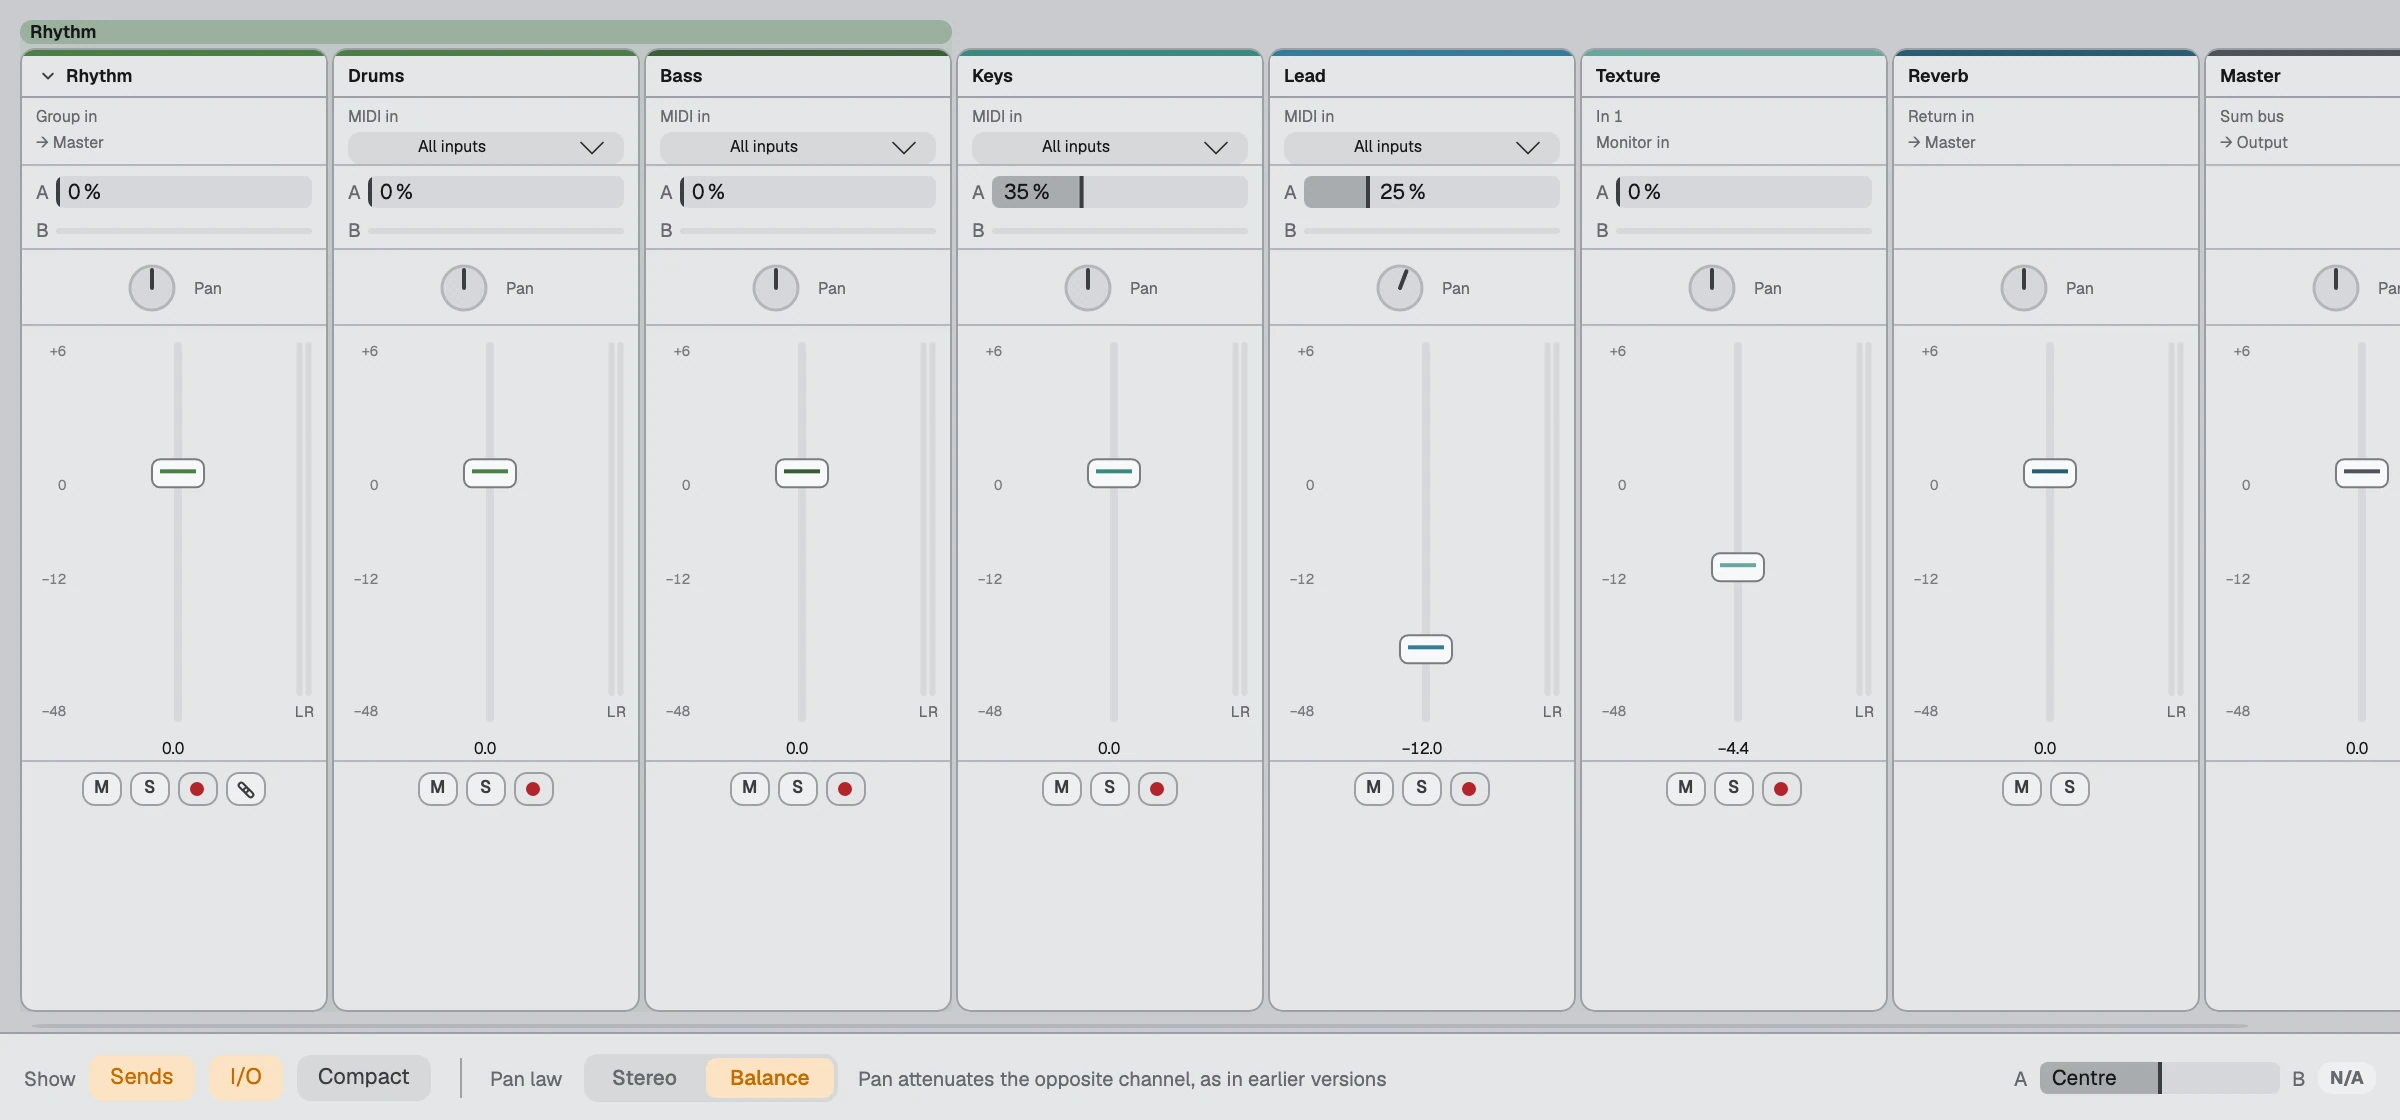 Rhythm
Rhythm
Group in
→ Master
A 0 %
B
Pan
+6
0
−12
−48
LR
0.0
M S
Drums
MIDI in
All inputs
A 0 %
B
Pan
+6
0
−12
−48
LR
0.0
M S
Bass
MIDI in
All inputs
A 0 %
B
Pan
+6
0
−12
−48
LR
0.0
M S
Keys
MIDI in
All inputs
A 35 %
B
Pan
+6
0
−12
−48
LR
0.0
M S
Lead
MIDI in
All inputs
A 25 %
B
Pan
+6
0
−12
−48
LR
−12.0
M S
Texture
In 1
Monitor in
A 0 %
B
Pan
+6
0
−12
−48
LR
−4.4
M S
Reverb
Return in
→ Master
Pan
+6
0
−12
−48
LR
0.0
M S
Master
Sum bus
→ Output
+6
0
−12
−48
0.0
Show Sends I/O Compact Pan law Stereo Balance Pan attenuates the opposite channel, as in earlier versions A Centre B N/A